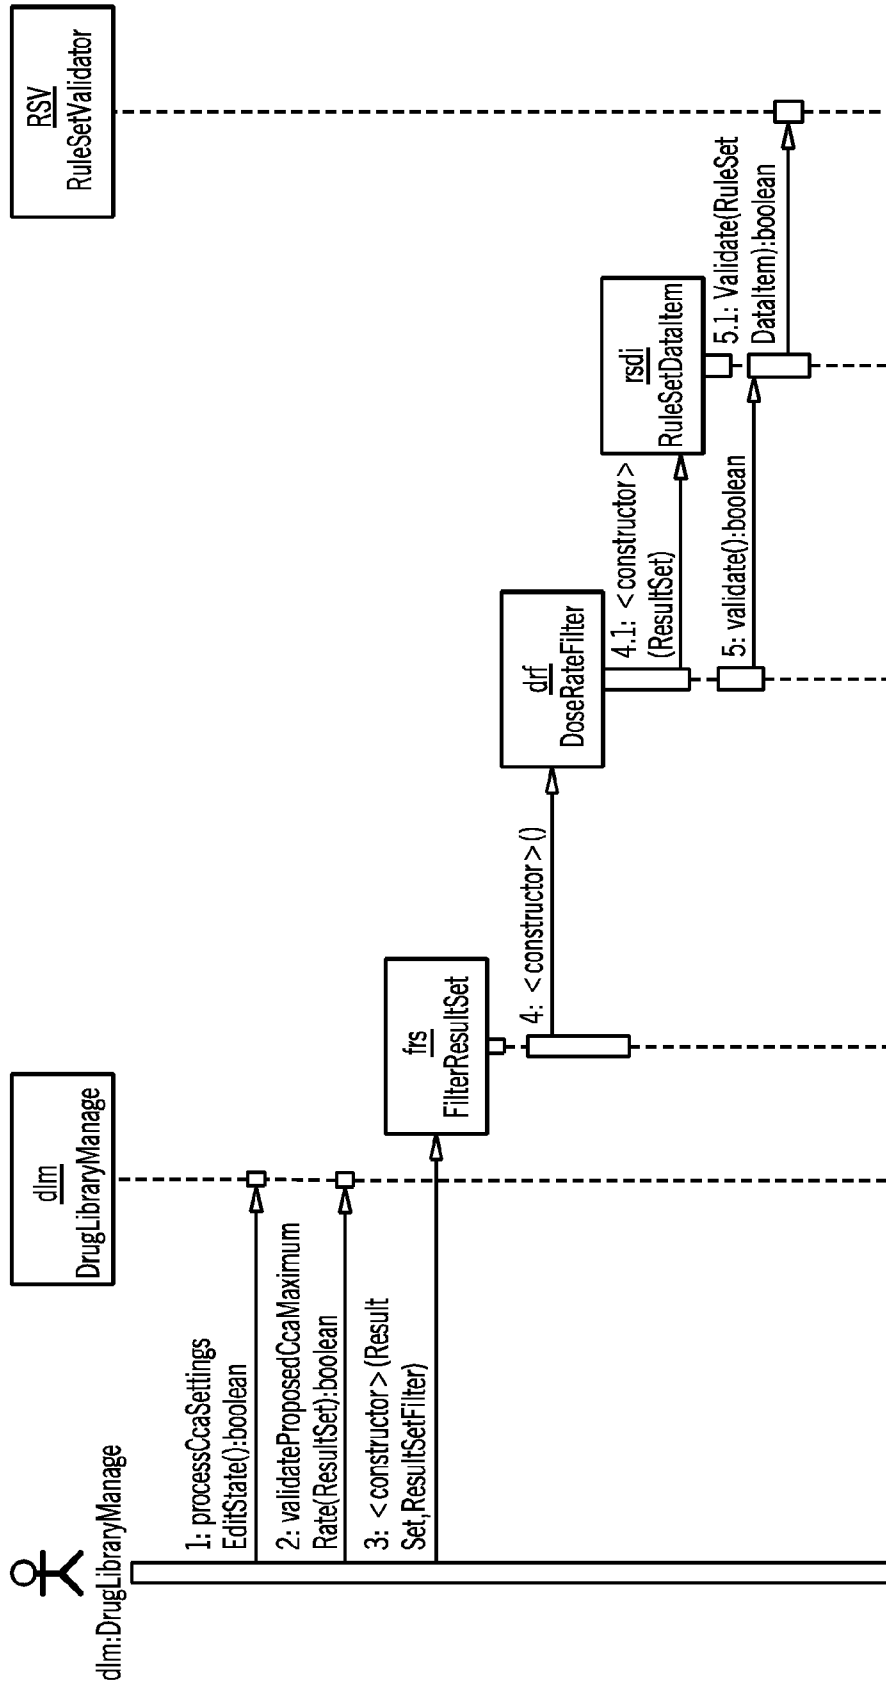 dlm:DrugLibraryManage
dlm
DrugLibraryManage
RSV
RuleSetValidator
1: processCcaSettings
EditState():boolean
2: validateProposedCcaMaximum
Rate(ResultSet):boolean
3: <constructor>(Result
Set,ResultSetFilter)
frs
FilterResultSet
4: <constructor>()
drf
DoseRateFilter
4.1: <constructor>
(ResultSet)
rsdi
RuleSetDataItem
5: validate():boolean
5.1: Validate(RuleSet
DataItem):boolean